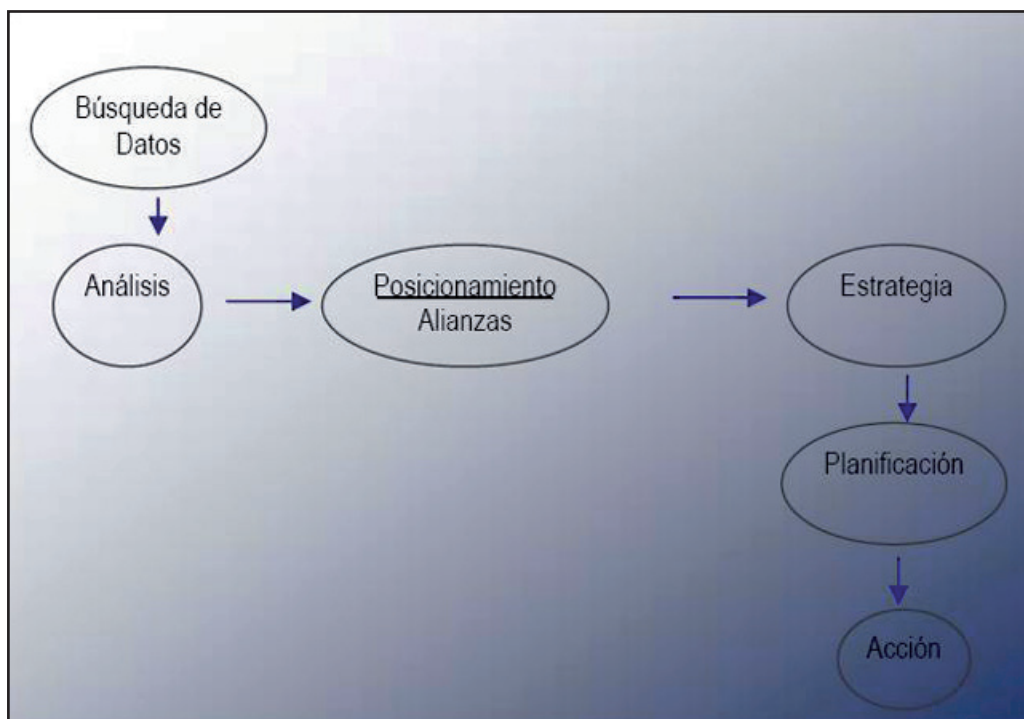 Búsqueda de
Datos
Análisis
Posicionamiento
Alianzas
Estrategia
Planificación
Acción